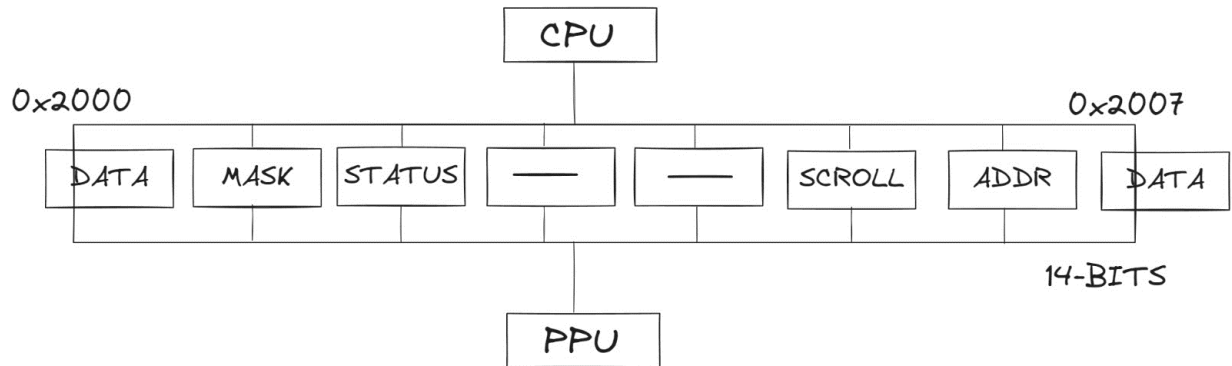 CPU
0x2000
0x2007
DATA
MASK
STATUS
SCROLL
ADDR
DATA
14-BITS
PPU